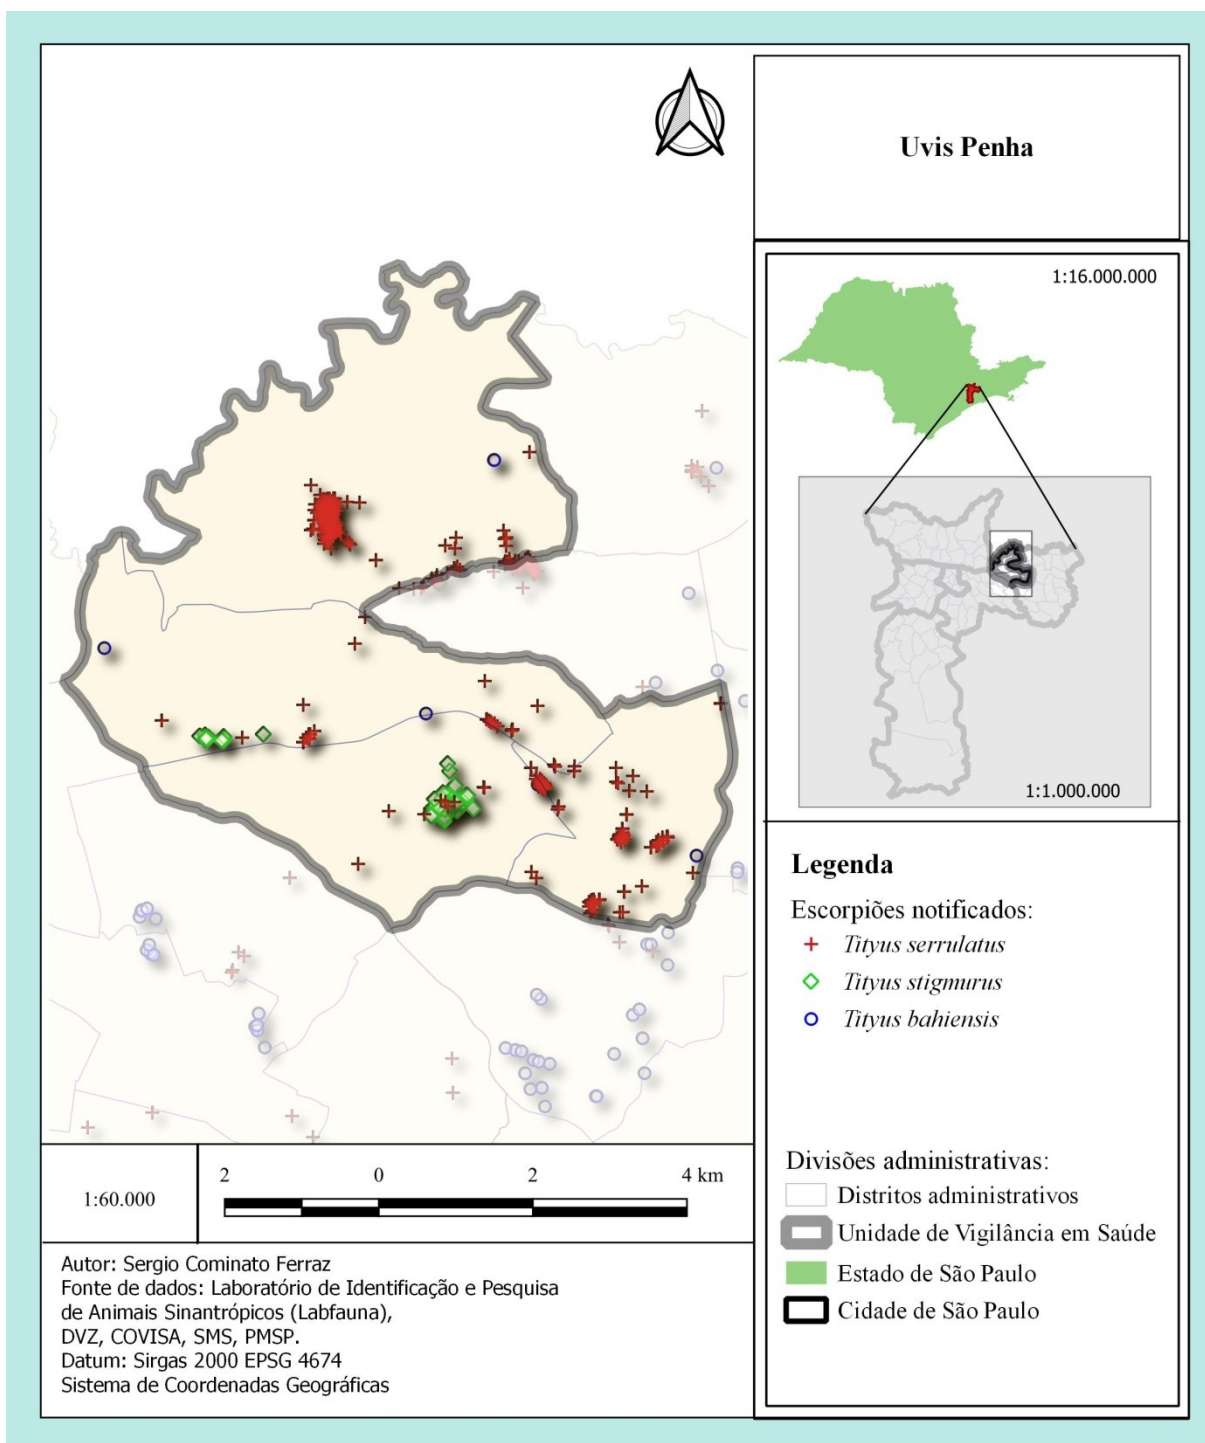 Uvis Penha
1:16.000.000
1:1.000.000
Legenda
Escorpiões notificados:
Tityus serrulatus
Tityus stigmurus
Tityus bahiensis
Divisões administrativas:
Distritos administrativos
Unidade de Vigilância em Saúde
Estado de São Paulo
Cidade de São Paulo
1:60.000
2 0 2 4 km
Autor: Sergio Cominato Ferraz
Fonte de dados: Laboratório de Identificação e Pesquisa
de Animais Sinantrópicos (Labfauna),
DVZ, COVISA, SMS, PMSP.
Datum: Sirgas 2000 EPSG 4674
Sistema de Coordenadas Geográficas